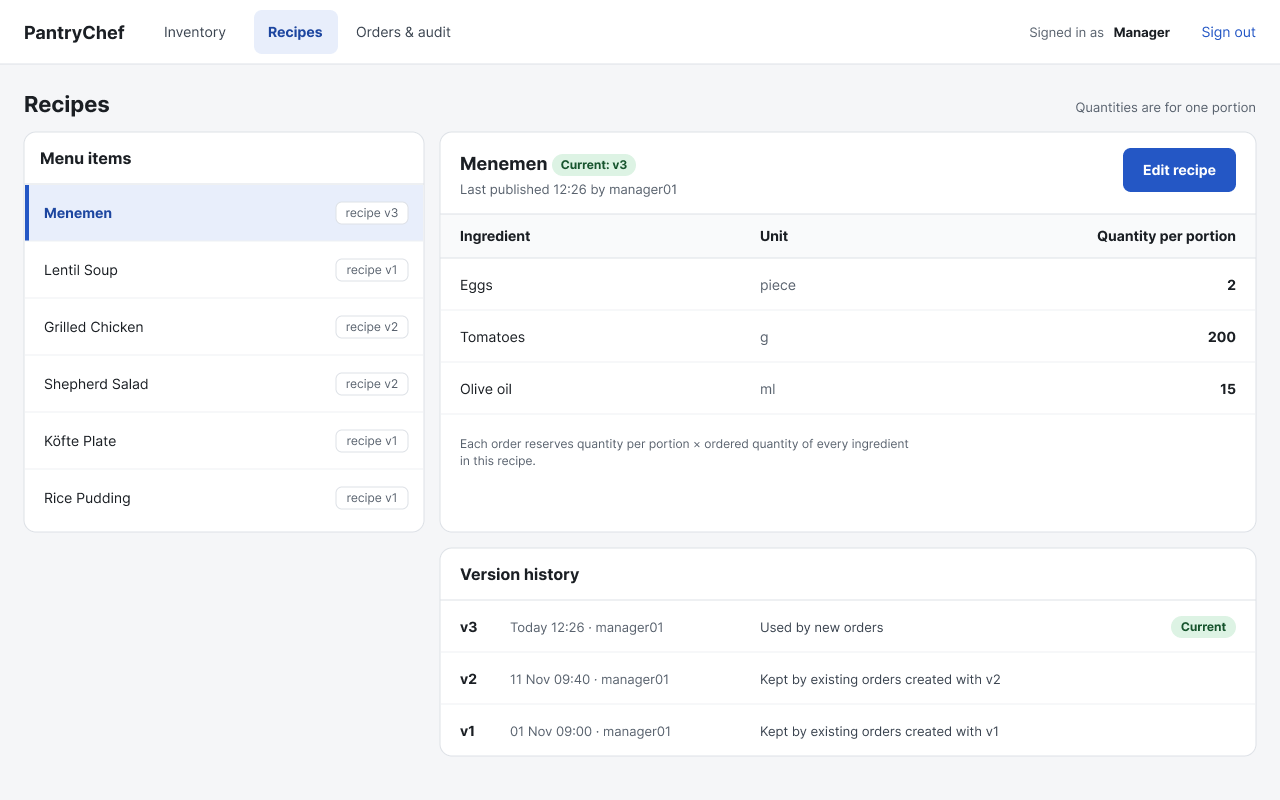 PantryChef
Inventory
Recipes
Orders & audit
Signed in as Manager
Sign out
Recipes
Quantities are for one portion
Menu items
Menemen recipe v3
Lentil Soup recipe v1
Grilled Chicken recipe v2
Shepherd Salad recipe v2
Köfte Plate recipe v1
Rice Pudding recipe v1
Menemen Current: v3
Last published 12:26 by manager01
Edit recipe
Ingredient Unit Quantity per portion
Eggs piece 2
Tomatoes g 200
Olive oil ml 15
Each order reserves quantity per portion × ordered quantity of every ingredient
in this recipe.
Version history
v3 Today 12:26 · manager01 Used by new orders Current
v2 11 Nov 09:40 · manager01 Kept by existing orders created with v2
v1 01 Nov 09:00 · manager01 Kept by existing orders created with v1